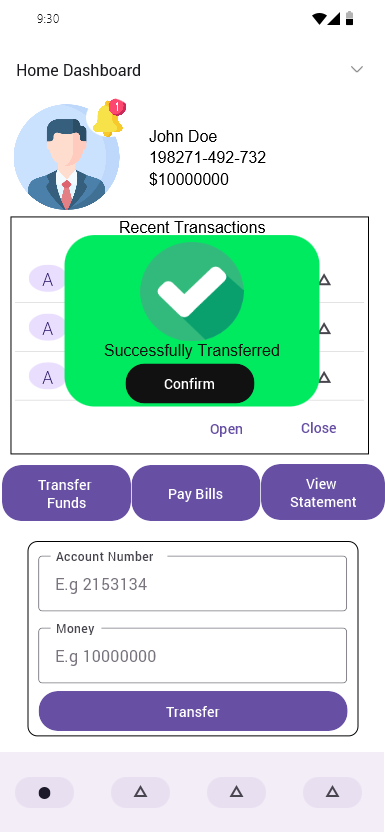 9:30
Home Dashboard
1
John Doe
198271-492-732
$10000000
Recent Transactions
A
A
A
Successfully Transferred
Confirm
Open
Close
Transfer
Funds
Pay Bills
View
Statement
Account Number
E.g 2153134
Money
E.g 10000000
Transfer